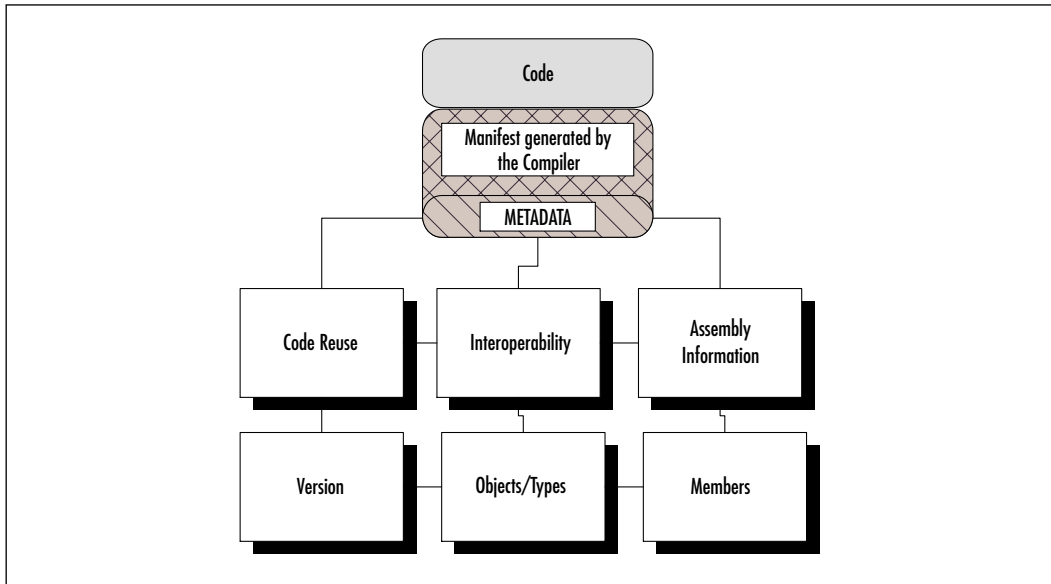 Code
Manifest generated by
the Compiler
METADATA
Code Reuse
Interoperability
Assembly
Information
Version
Objects/Types
Members